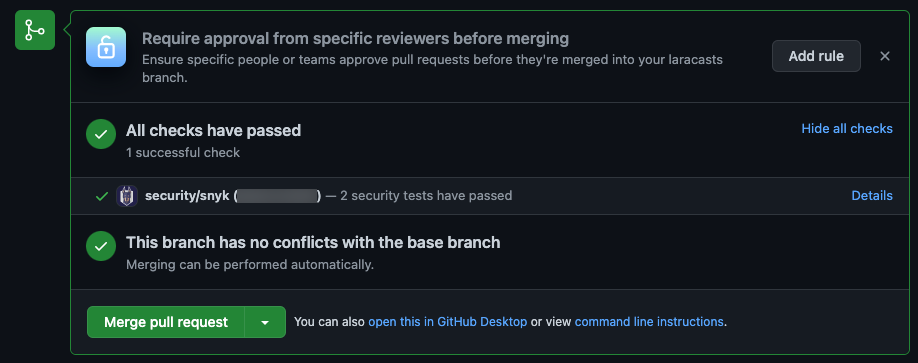 Require approval from specific reviewers before merging
Ensure specific people or teams approve pull requests before they're merged into your laracasts
branch.
Add rule
All checks have passed
1 successful check
Hide all checks
security/snyk ( ) — 2 security tests have passed
Details
This branch has no conflicts with the base branch
Merging can be performed automatically.
Merge pull request
You can also open this in GitHub Desktop or view command line instructions.